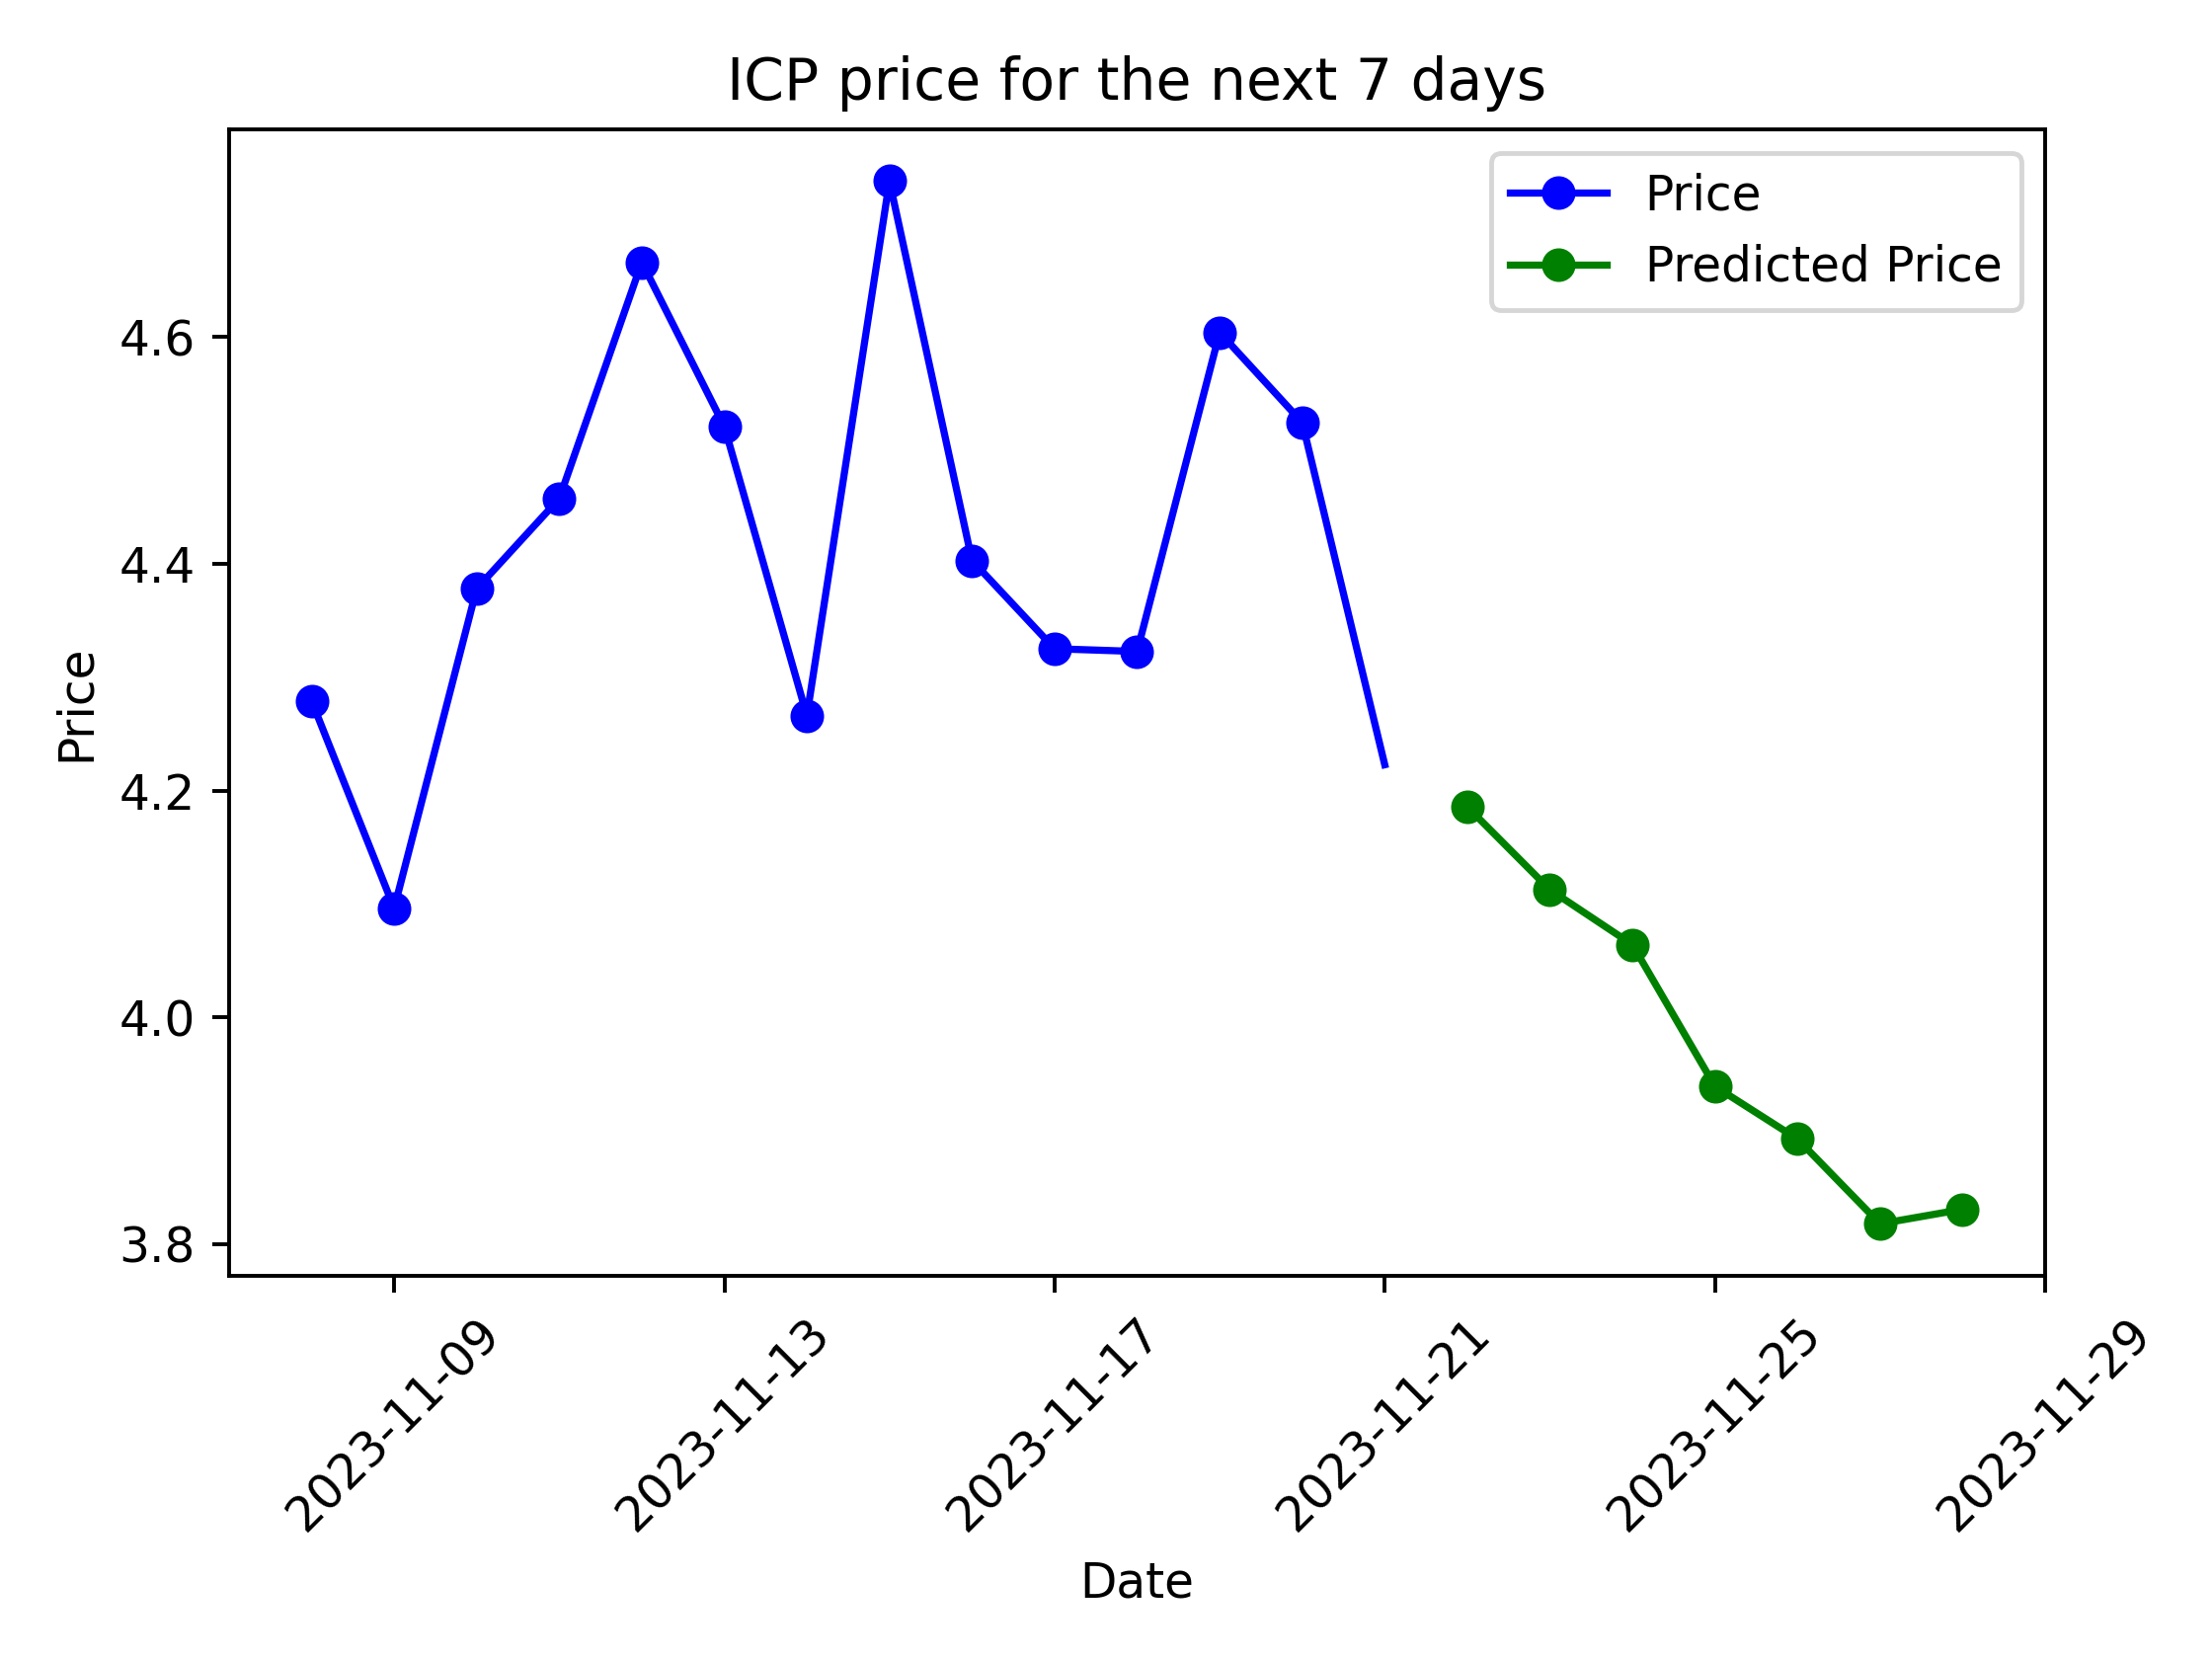 ICP price for the next 7 days
Price
Predicted Price
4.6
4.4
4.2
4.0
3.8
Price
2023-11-09
2023-11-13
2023-11-17
2023-11-21
2023-11-25
2023-11-29
Date